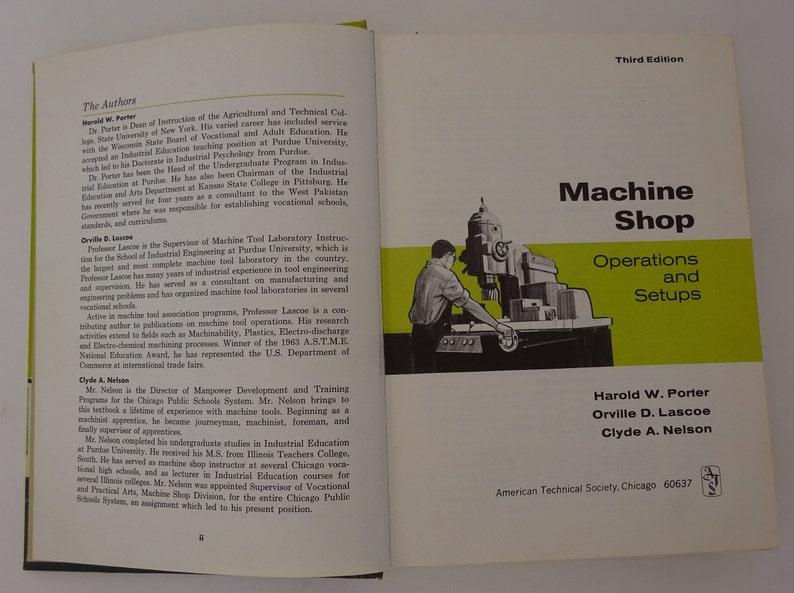 The Authors
Harold W. Porter
Dr. Porter is Dean of Instruction of the Agricultural and Technical Col-
lege, State University of New York. His varied career has included service
with the Wisconsin State Board of Vocational and Adult Education. He
accepted an Industrial Education teaching position at Purdue University,
which led to his Doctorate in Industrial Psychology from Purdue.
Dr. Porter has been the Head of the Undergraduate Program in Indus-
trial Education at Purdue. He has also been Chairman of the Industrial
Education and Arts Department at Kansas State College in Pittsburg. He
has recently served for four years as a consultant to the West Pakistan
Government where he was responsible for establishing vocational schools,
standards, and curriculums.
Orville D. Lascoe
Professor Lascoe is the Supervisor of Machine Tool Laboratory Instruc-
tion for the School of Industrial Engineering at Purdue University, which is
the largest and most complete machine tool laboratory in the country.
Professor Lascoe has many years of industrial experience in tool engineering
and supervision. He has served as a consultant on manufacturing and
engineering problems and has organized machine tool laboratories in several
vocational schools.
Active in machine tool association programs, Professor Lascoe is a con-
tributing author to publications on machine tool operations. His research
activities extend to fields such as Machinability, Plastics, Electro-discharge
and Electro-chemical machining processes. Winner of the 1963 A.S.T.M.E.
National Education Award, he has represented the U.S. Department of
Commerce at international trade fairs.
Clyde A. Nelson
Mr. Nelson is the Director of Manpower Development and Training
Programs for the Chicago Public Schools System. Mr. Nelson brings to
this textbook a lifetime of experience with machine tools. Beginning as a
machinist apprentice, he became journeyman, machinist, foreman, and
finally supervisor of apprentices.
Mr. Nelson completed his undergraduate studies in Industrial Education
at Purdue University. He received his M.S. from Illinois Teachers College,
South. He has served as machine shop instructor at several Chicago voca-
tional high schools, and as lecturer in Industrial Education courses for
several Illinois colleges. Mr. Nelson was appointed Supervisor of Vocational
and Practical Arts, Machine Shop Division, for the entire Chicago Public
Schools System, an assignment which led to his present position.
ii
Third Edition
Machine
Shop
Operations
and
Setups
Harold W. Porter
Orville D. Lascoe
Clyde A. Nelson
American Technical Society, Chicago 60637
ATS